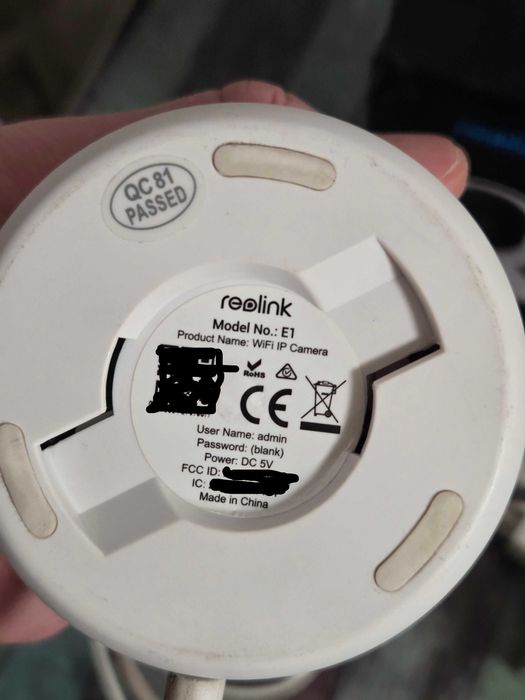 QC 81
PASSED
reolink
Model No.: E1
Product Name: WiFi IP Camera
RoHS
CE
User Name: admin
Password: (blank)
Power: DC 5V
FCC ID:
IC:
Made in China